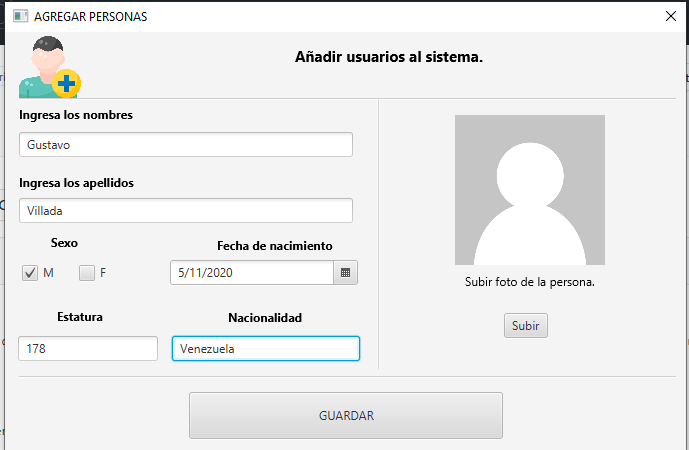 AGREGAR PERSONAS
Añadir usuarios al sistema.
Ingresa los nombres
Gustavo
Ingresa los apellidos
Villada
Sexo
Fecha de nacimiento
M
F
5/11/2020
Estatura
Nacionalidad
178
Venezuela
Subir foto de la persona.
Subir
GUARDAR